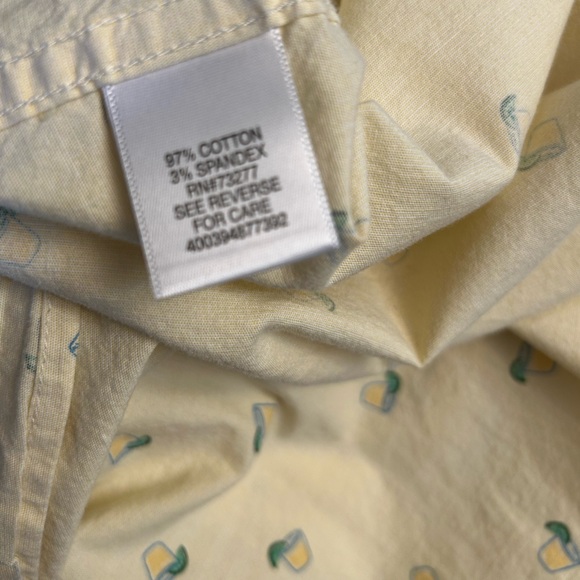 97% COTTON
3% SPANDEX
RN#73277
SEE REVERSE
FOR CARE
400394877392